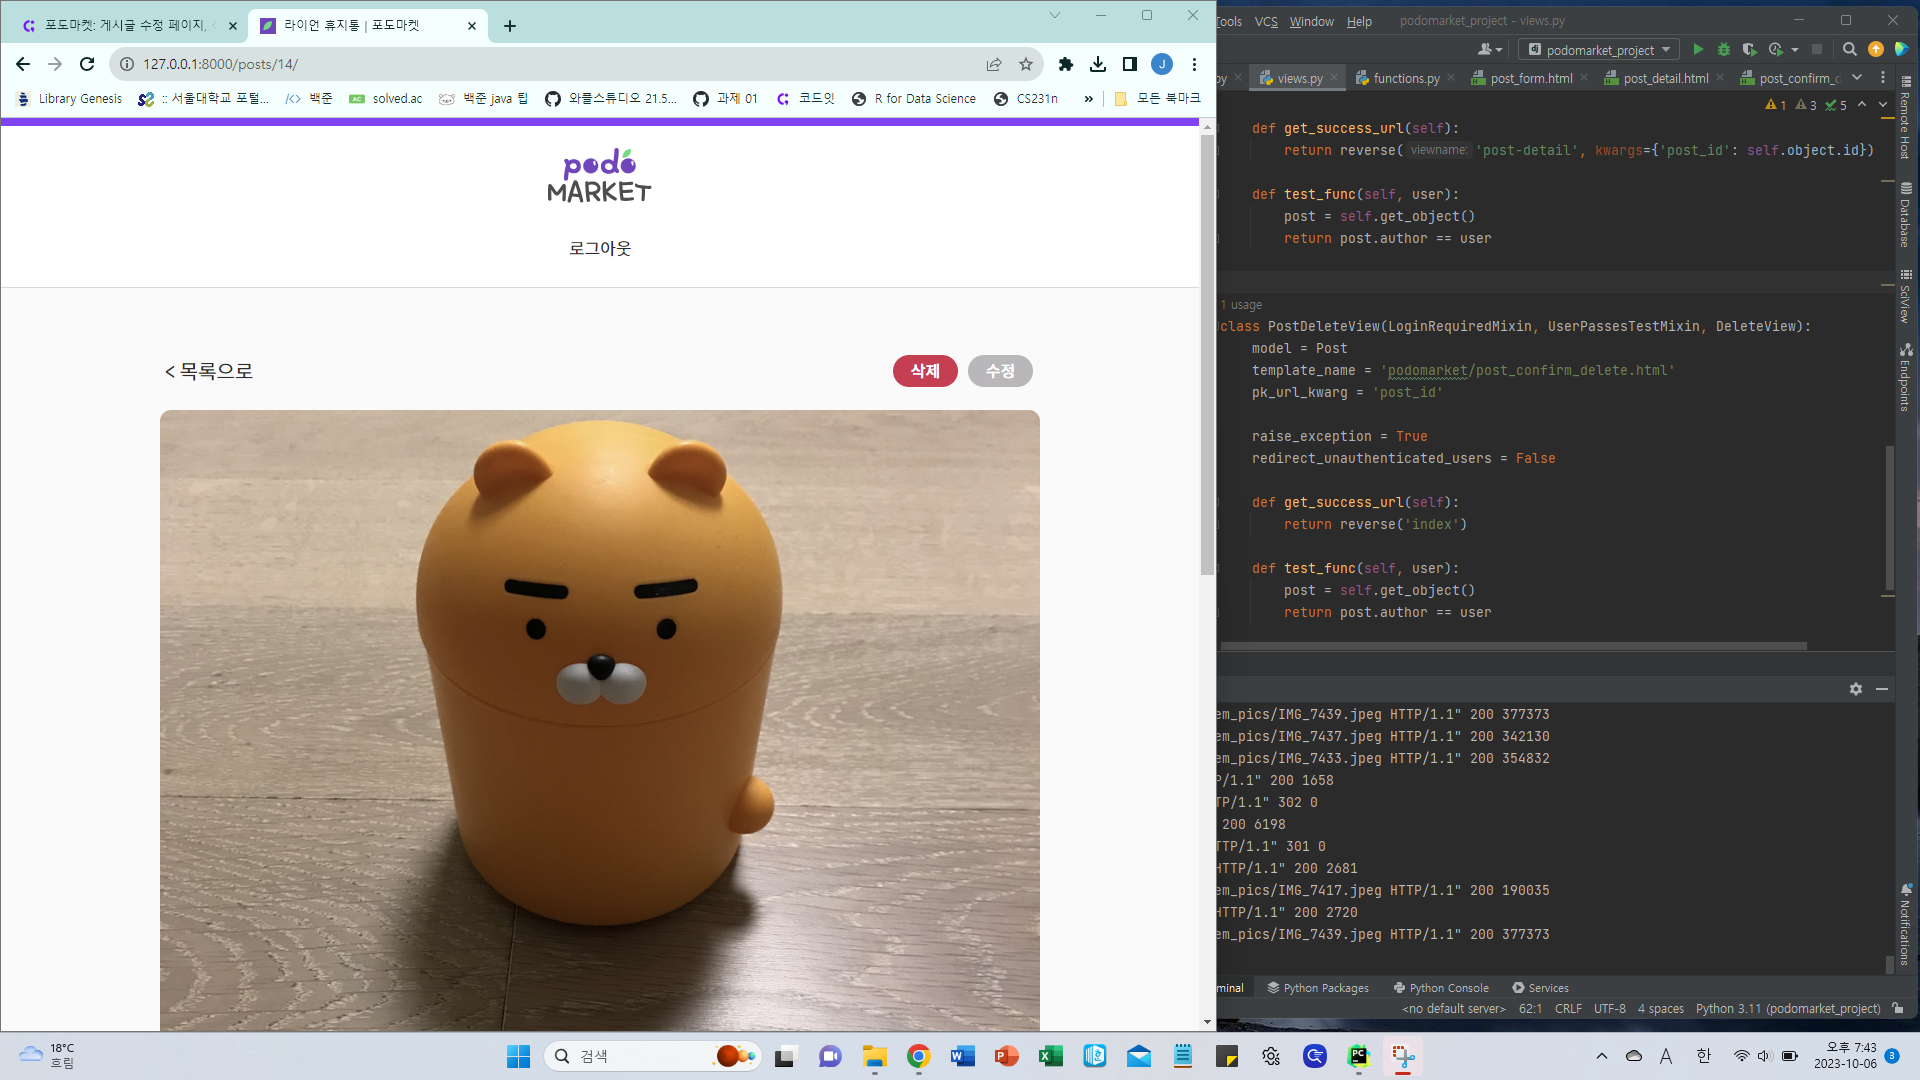 포도마켓: 게시글 수정 페이지,
라이언 휴지통 | 포도마켓
127.0.0.1:8000/posts/14/
J
Library Genesis
:: 서울대학교 포털...
백준
solved.ac
백준 java 팁
와플스튜디오 21.5...
과제 01
코드잇
R for Data Science
CS231n
»
모든 북마크
podo
MARKET
로그아웃
< 목록으로
삭제
수정
Tools VCS Window Help podomarket_project - views.py
podomarket_project
py
views.py
functions.py
post_form.html
post_detail.html
post_confirm_d
1 3 5
def get_success_url(self):
return reverse( viewname: 'post-detail', kwargs={'post_id': self.object.id})
def test_func(self, user):
post = self.get_object()
return post.author == user
1 usage
class PostDeleteView(LoginRequiredMixin, UserPassesTestMixin, DeleteView):
model = Post
template_name = 'podomarket/post_confirm_delete.html'
pk_url_kwarg = 'post_id'
raise_exception = True
redirect_unauthenticated_users = False
def get_success_url(self):
return reverse('index')
def test_func(self, user):
post = self.get_object()
return post.author == user
em_pics/IMG_7439.jpeg HTTP/1.1" 200 377373
em_pics/IMG_7437.jpeg HTTP/1.1" 200 342130
em_pics/IMG_7433.jpeg HTTP/1.1" 200 354832
P/1.1" 200 1658
TP/1.1" 302 0
200 6198
TTP/1.1" 301 0
HTTP/1.1" 200 2681
em_pics/IMG_7417.jpeg HTTP/1.1" 200 190035
HTTP/1.1" 200 2720
em_pics/IMG_7439.jpeg HTTP/1.1" 200 377373
minal
Python Packages
Python Console
Services
<no default server> 62:1 CRLF UTF-8 4 spaces Python 3.11 (podomarket_project)
Remote Host
Database
SciView
Endpoints
Notifications
18°C
흐림
검색
A
한
오후 7:43
2023-10-06
3